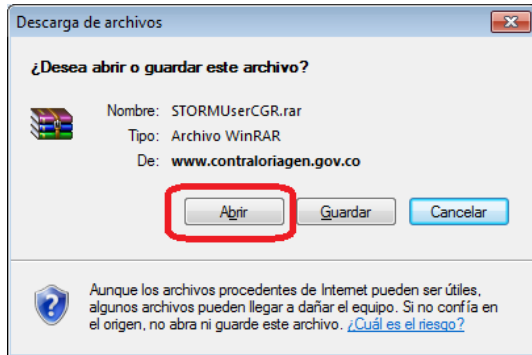 Descarga de archivos
¿Desea abrir o guardar este archivo?
Nombre: STORMUserCGR.rar
Tipo: Archivo WinRAR
De: www.contraloriagen.gov.co
Abrir Guardar Cancelar
Aunque los archivos procedentes de Internet pueden ser útiles,
algunos archivos pueden llegar a dañar el equipo. Si no confía en
el origen, no abra ni guarde este archivo. ¿Cuál es el riesgo?